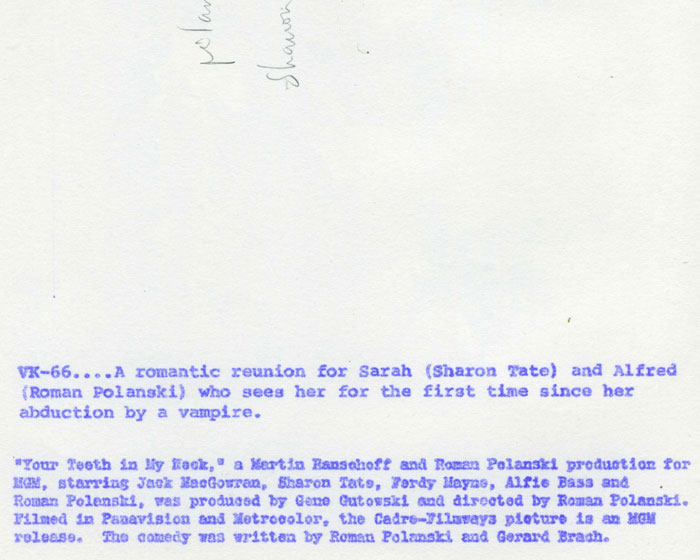 polan
Sharon
VK-66....A romantic reunion for Sarah (Sharon Tate) and Alfred
(Roman Polanski) who sees her for the first time since her
abduction by a vampire.
"Your Teeth in My Neck," a Martin Ransohoff and Roman Polanski production for
MGM, starring Jack MacGowran, Sharon Tate, Ferdy Mayne, Alfie Bass and
Roman Polanski, was produced by Gene Gutowski and directed by Roman Polanski.
Filmed in Panavision and Metrocolor, the Cadre-Filmways picture is an MGM
release.  The comedy was written by Roman Polanski and Gerard Brach.